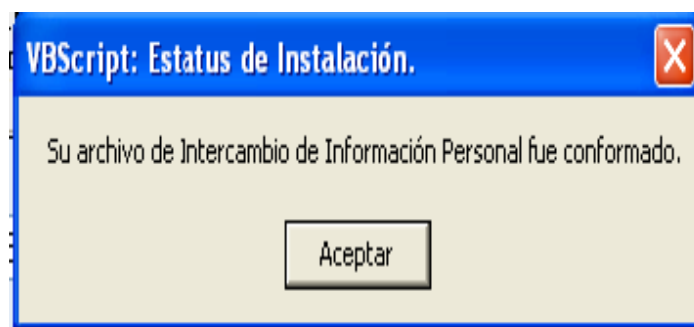 VBScript: Estatus de Instalación.
Su archivo de Intercambio de Información Personal fue conformado.
Aceptar